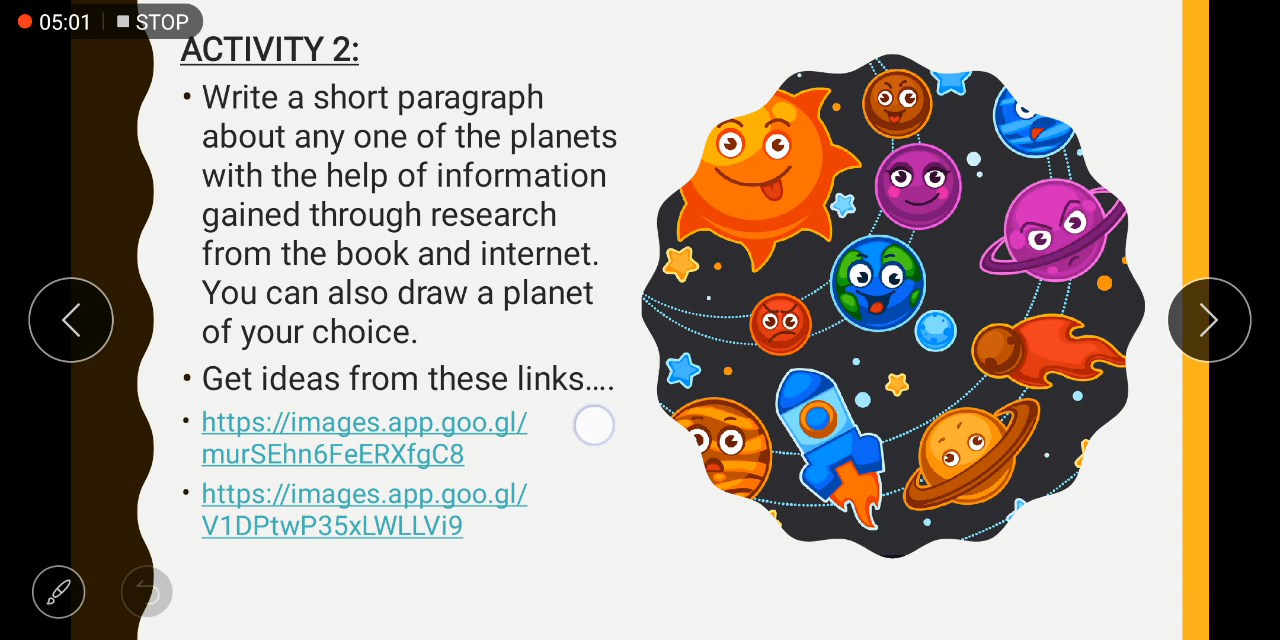 05:01 STOP
ACTIVITY 2:
• Write a short paragraph
about any one of the planets
with the help of information
gained through research
from the book and internet.
You can also draw a planet
of your choice.
• Get ideas from these links....
• https://images.app.goo.gl/
murSEhn6FeERXfgC8
• https://images.app.goo.gl/
V1DPtwP35xLWLLVi9